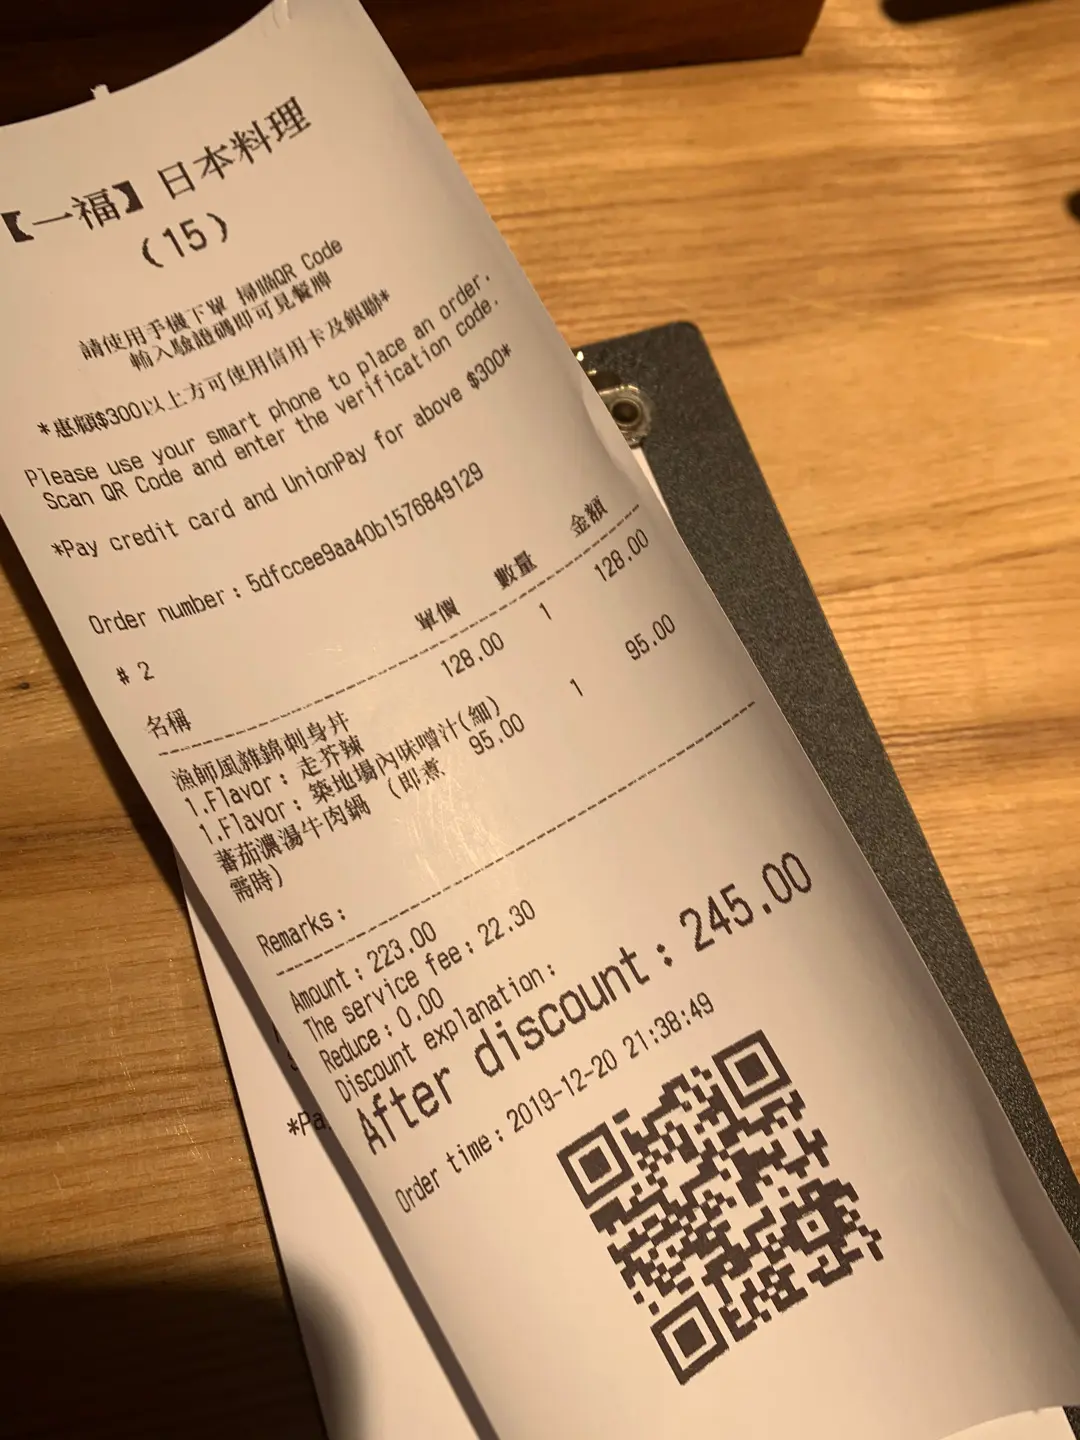 【一福】日本料理
(15)
請使用手機下單 掃瞄QR Code
輸入驗證碼即可見餐牌
*惠顧$300以上方可使用信用卡及銀聯*
Please use your smart phone to place an order.
Scan QR Code and enter the verification code.
*Pay credit card and UnionPay for above $300*
Order number:5dfccee9aa40b1576849129
# 2
名稱 單價 數量 金額
漁師風雜錦刺身丼 128.00 1 128.00
1.Flavor: 走芥辣
1.Flavor: 築地場內味噌汁(細)
蕃茄濃湯牛肉鍋 (即煮 95.00 1 95.00
需時)
Remarks:
Amount:223.00
The service fee:22.30
Reduce:0.00
Discount explanation:
After discount:245.00
Order time:2019-12-20 21:38:49
*Pa